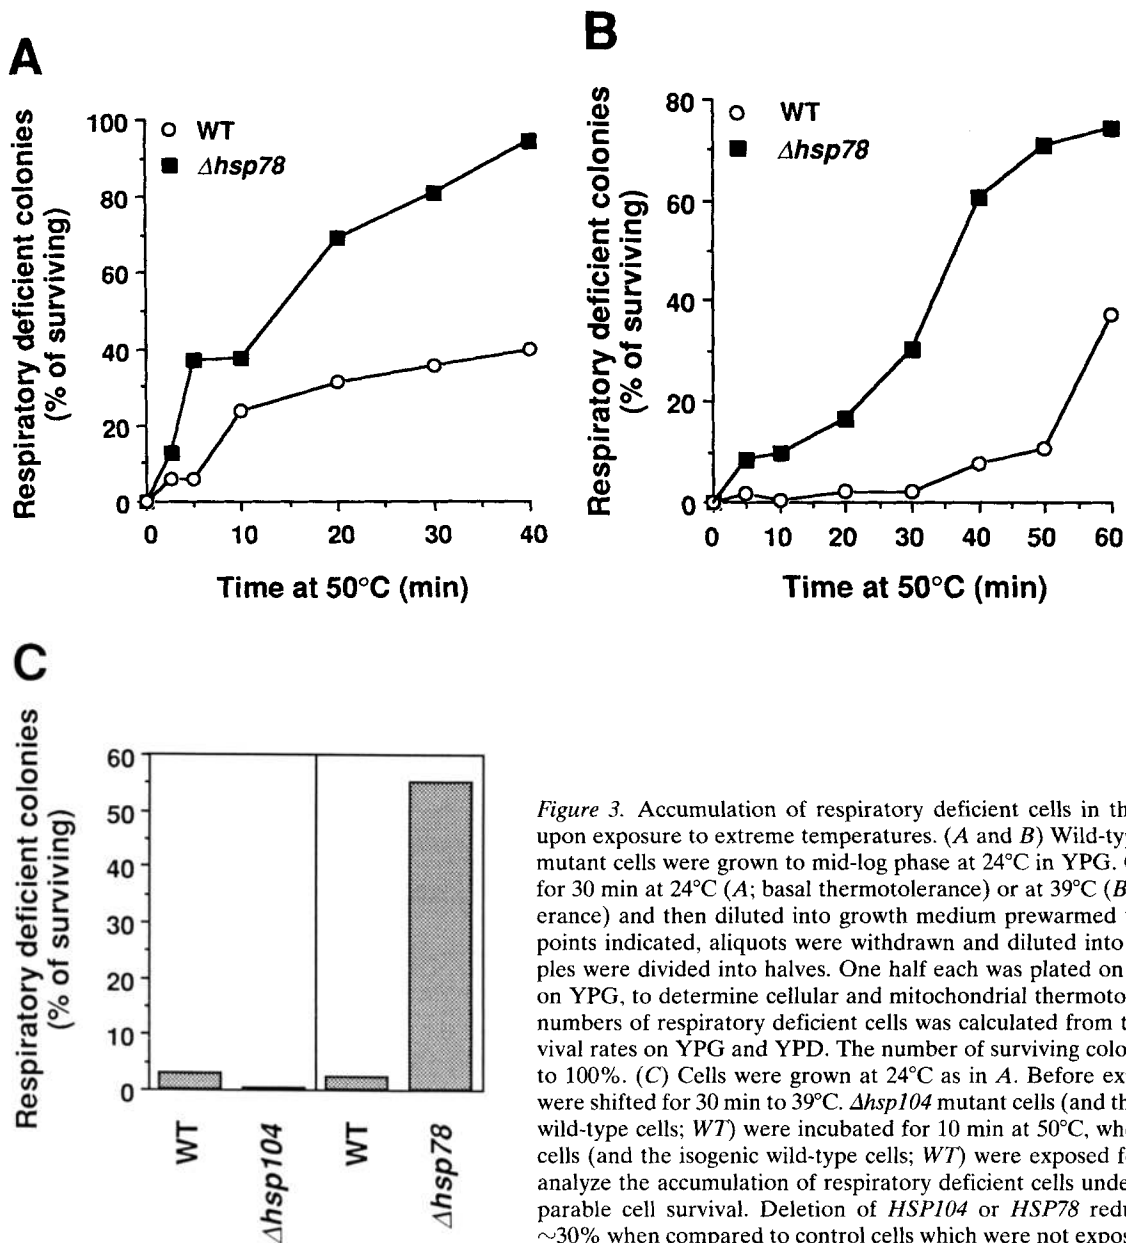 A
Respiratory deficient colonies
(% of surviving)
100
80
60
40
20
0
WT
Δhsp78
0 10 20 30 40
Time at 50°C (min)
B
Respiratory deficient colonies
(% of surviving)
80
60
40
20
0
WT
Δhsp78
0 10 20 30 40 50 60
Time at 50°C (min)
C
Respiratory deficient colonies
(% of surviving)
60
50
40
30
20
10
0
WT
Δhsp104
WT
Δhsp78
Figure 3. Accumulation of respiratory deficient cells in th
upon exposure to extreme temperatures. (A and B) Wild-ty
mutant cells were grown to mid-log phase at 24°C in YPG.
for 30 min at 24°C (A; basal thermotolerance) or at 39°C (B
erance) and then diluted into growth medium prewarmed
points indicated, aliquots were withdrawn and diluted into
ples were divided into halves. One half each was plated on
on YPG, to determine cellular and mitochondrial thermoto
numbers of respiratory deficient cells was calculated from t
vival rates on YPG and YPD. The number of surviving colo
to 100%. (C) Cells were grown at 24°C as in A. Before ex
were shifted for 30 min to 39°C. Δhsp104 mutant cells (and th
wild-type cells; WT) were incubated for 10 min at 50°C, wh
cells (and the isogenic wild-type cells; WT) were exposed f
analyze the accumulation of respiratory deficient cells unde
parable cell survival. Deletion of HSP104 or HSP78 redu
~30% when compared to control cells which were not expos